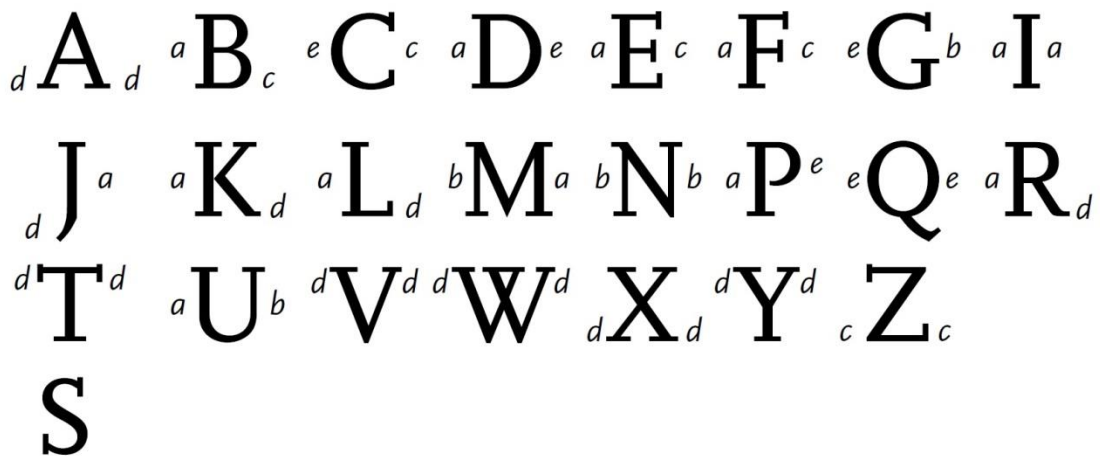 d A d a B c e C c a D e a E c a F c e G b a I a
d J a a K d a L d b M a b N b a P e e Q e a R d
d T d a U b d V d d W d d X d d Y d c Z c
S